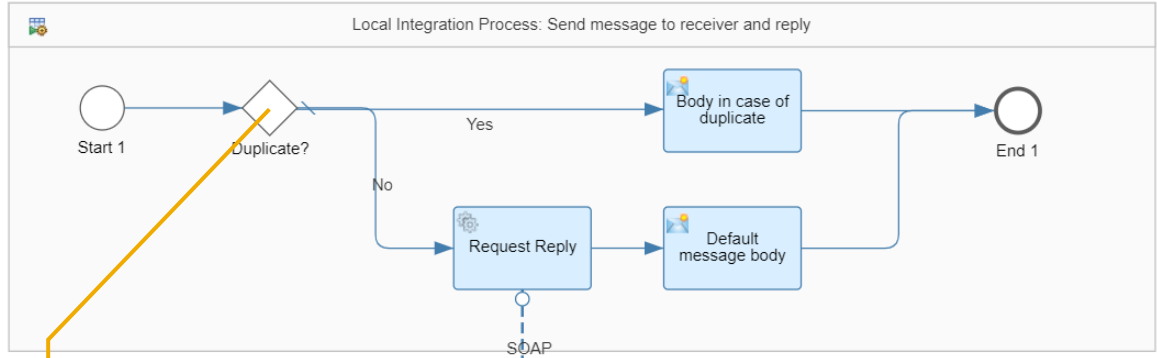 Local Integration Process: Send message to receiver and reply
Body in case of
duplicate
Yes
Start 1
Duplicate?
End 1
No
Request Reply
Default
message body
SOAP